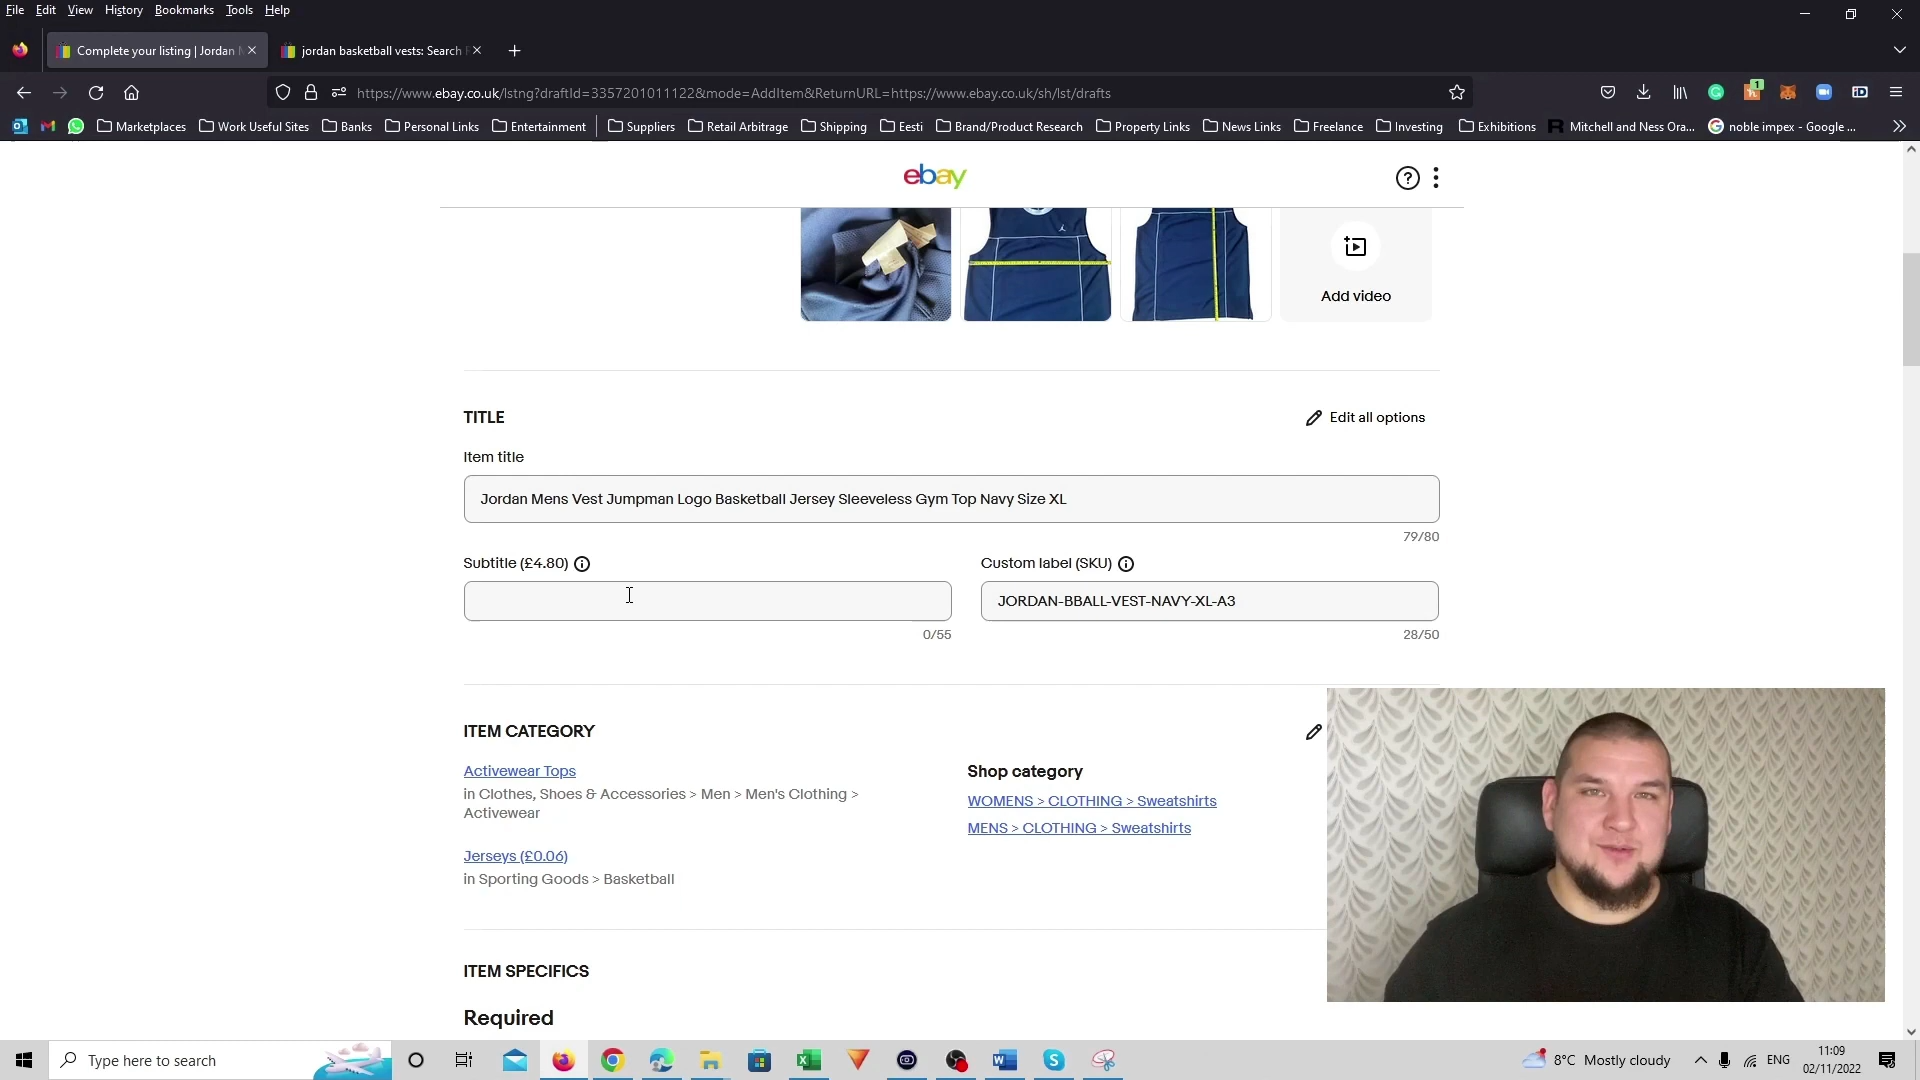 File Edit View History Bookmarks Tools Help
Complete your listing | Jordan
jordan basketball vests: Search
https://www.ebay.co.uk/lstng?draftId=3357201011122&mode=AddItem&ReturnURL=https://www.ebay.co.uk/sh/lst/drafts
1
Marketplaces Work Useful Sites Banks Personal Links Entertainment Suppliers Retail Arbitrage Shipping Eesti Brand/Product Research Property Links News Links Freelance Investing Exhibitions Mitchell and Ness Ora... noble impex - Google ...
ebay
Add video
TITLE
Edit all options
Item title
Jordan Mens Vest Jumpman Logo Basketball Jersey Sleeveless Gym Top Navy Size XL
79/80
Subtitle (£4.80)
Custom label (SKU)
JORDAN-BBALL-VEST-NAVY-XL-A3
0/55
28/50
ITEM CATEGORY
Activewear Tops
in Clothes, Shoes & Accessories > Men > Men's Clothing >
Activewear
Jerseys (£0.06)
in Sporting Goods > Basketball
Shop category
WOMENS > CLOTHING > Sweatshirts
MENS > CLOTHING > Sweatshirts
ITEM SPECIFICS
Required
Type here to search
8°C Mostly cloudy
ENG
11:09
02/11/2022